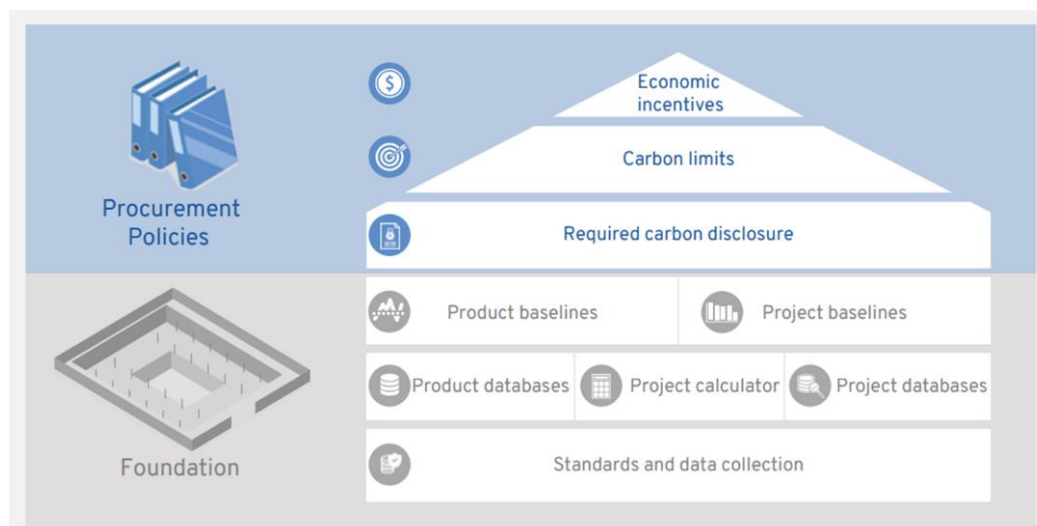 Economic
incentives
Carbon limits
Procurement
Policies
Required carbon disclosure
Product baselines
Project baselines
Product databases
Project calculator
Project databases
Foundation
Standards and data collection